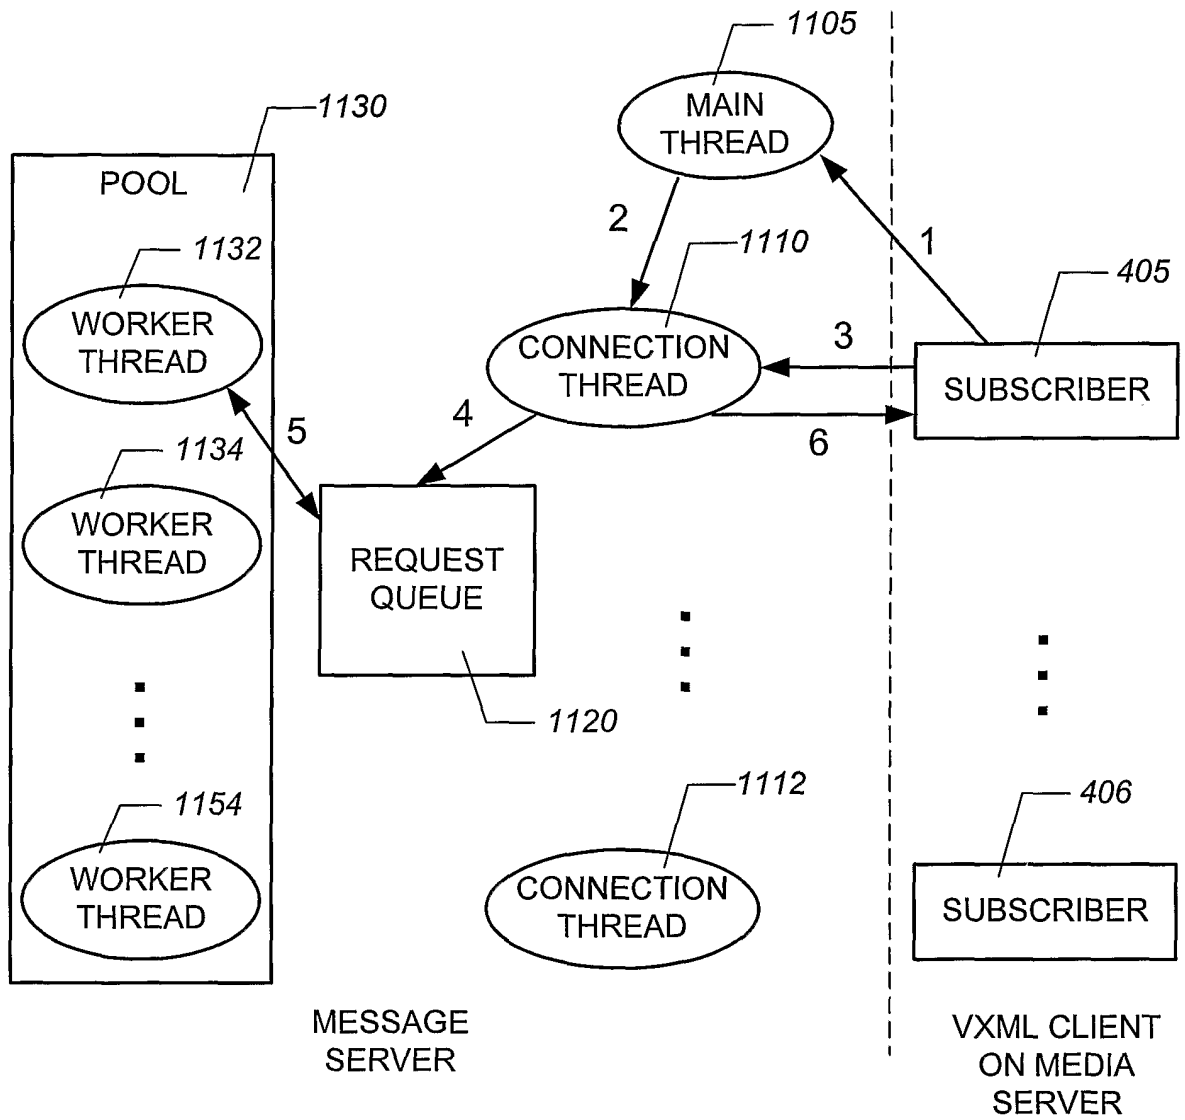 1105
MAIN
THREAD
1130
POOL
2
1110
1
1132
405
WORKER
THREAD
CONNECTION
THREAD
3
SUBSCRIBER
4
5
6
1134
WORKER
THREAD
REQUEST
QUEUE
1120
1154
1112
406
WORKER
THREAD
CONNECTION
THREAD
SUBSCRIBER
MESSAGE
SERVER
VXML CLIENT
ON MEDIA
SERVER